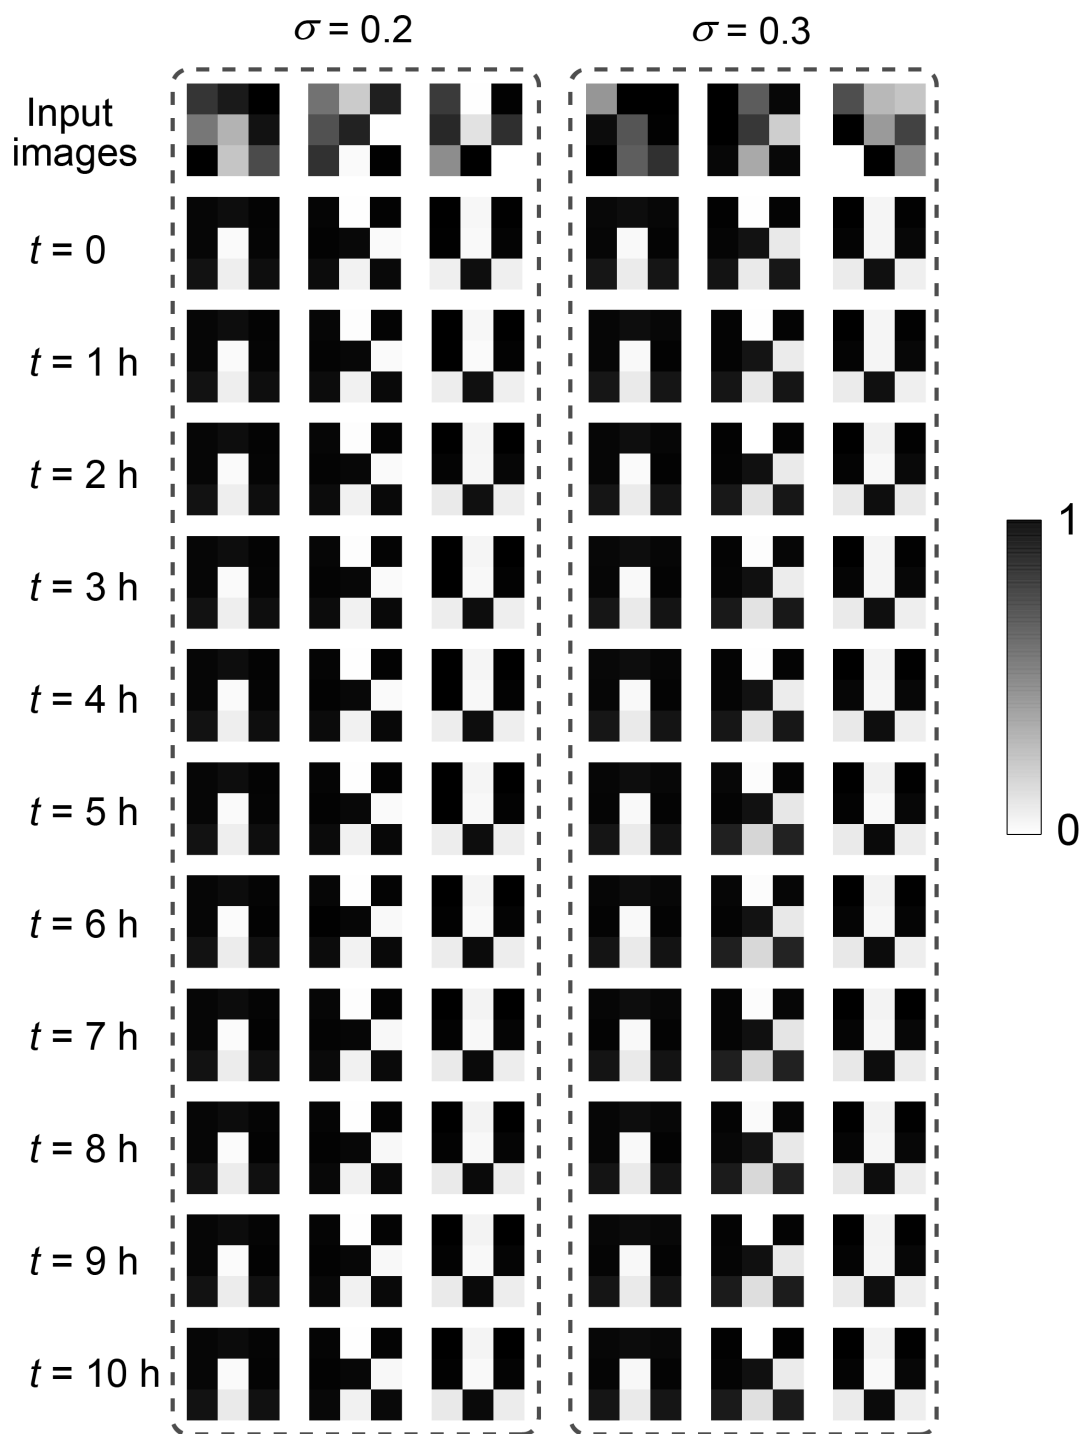 σ = 0.2
σ = 0.3
Input
images
t = 0
t = 1 h
t = 2 h
t = 3 h
t = 4 h
t = 5 h
t = 6 h
t = 7 h
t = 8 h
t = 9 h
t = 10 h
1
0